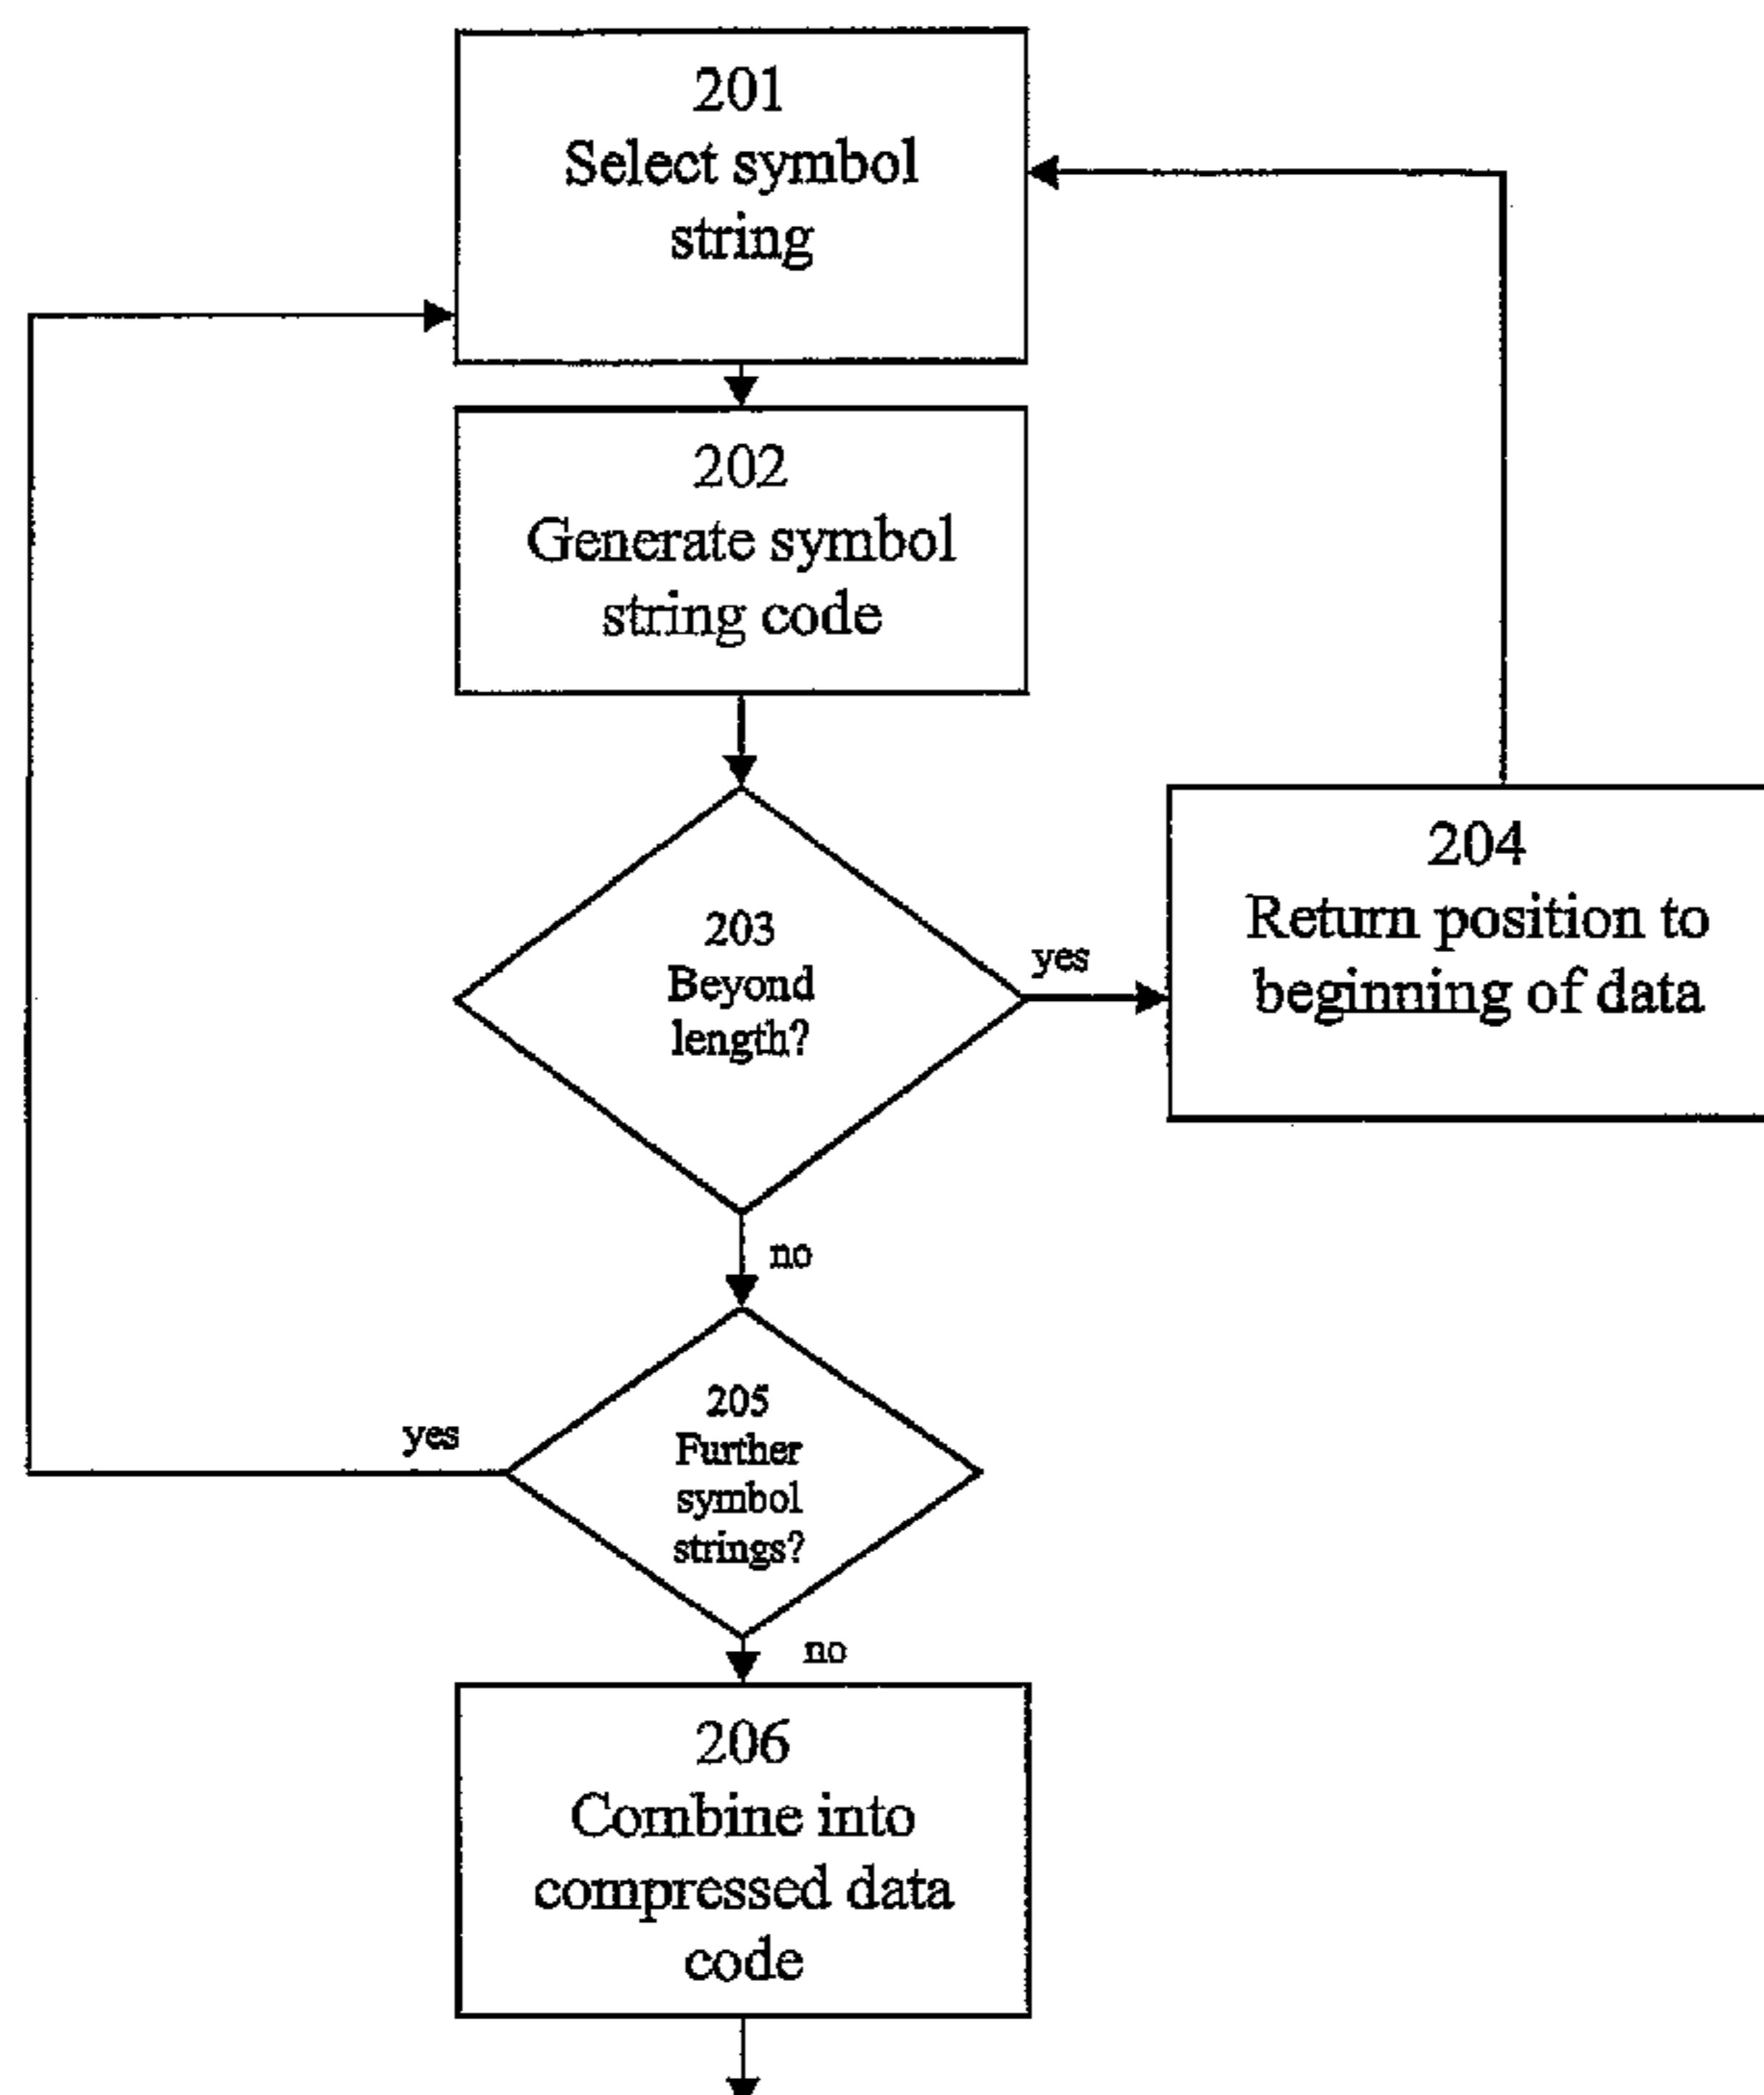 201
Select symbol
string
202
Generate symbol
string code
203
Beyond
length?
yes
204
Return position to
beginning of data
no
205
Further
symbol
strings?
yes
no
206
Combine into
compressed data
code